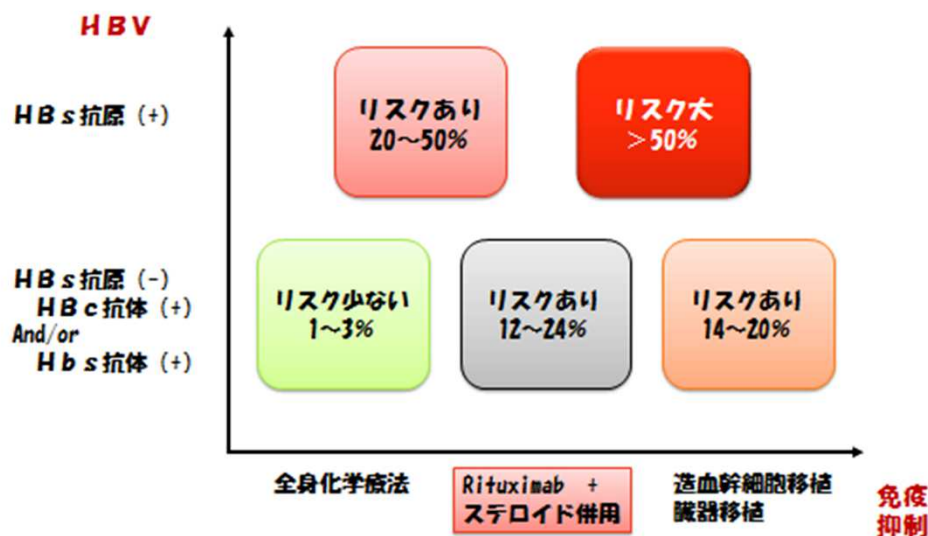 HBV
HBs抗原 (+)
リスクあり
20～50%
リスク大
＞50%
HBs抗原 (-)
HBc抗体 (+)
And/or
Hbs抗体 (+)
リスク少ない
1～3%
リスクあり
12～24%
リスクあり
14～20%
全身化学療法
Rituximab +
ステロイド併用
造血幹細胞移植
臓器移植
免疫
抑制